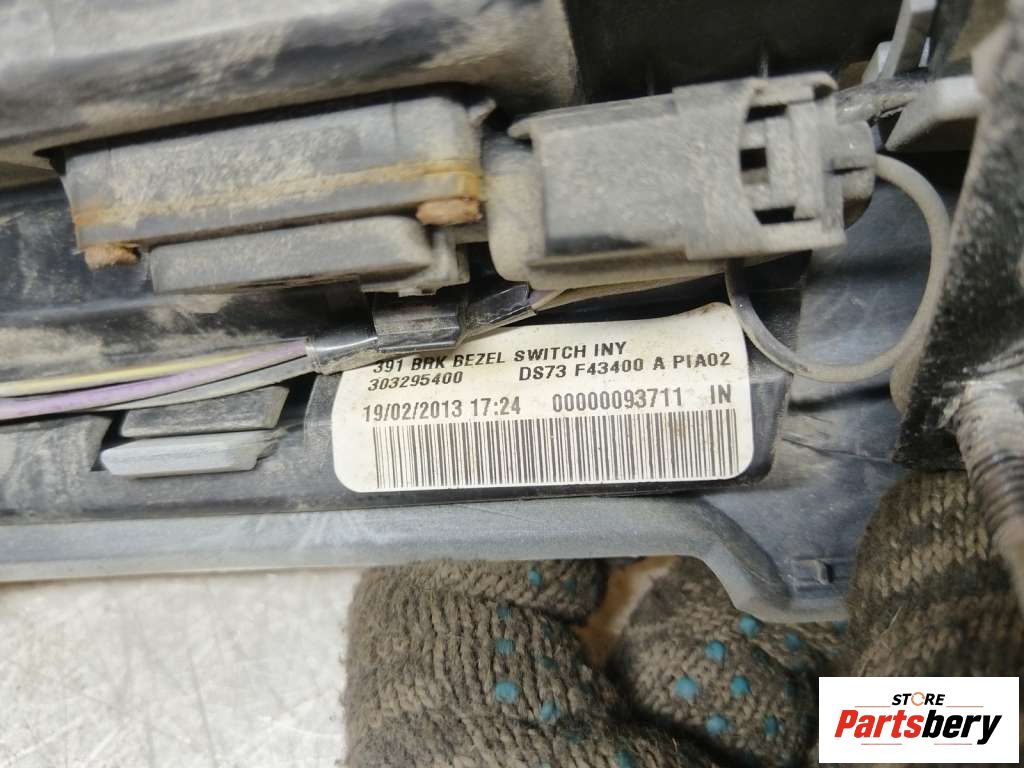 391 BRK BEZEL SWITCH INY
303295400 DS73 F43400 A PIA02
19/02/2013 17:24 00000093711 IN
STORE
Partsbery